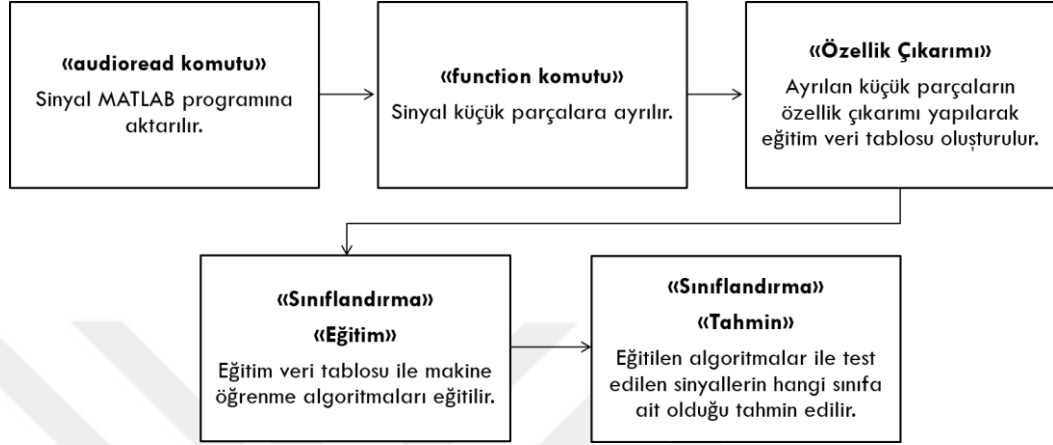 «audioread komutu»
Sinyal MATLAB programına
aktarılır.
«function komutu»
Sinyal küçük parçalara ayrılır.
«Özellik Çıkarımı»
Ayrılan küçük parçaların
özellik çıkarımı yapılarak
eğitim veri tablosu oluşturulur.
«Sınıflandırma»
«Eğitim»
Eğitim veri tablosu ile makine
öğrenme algoritmaları eğitilir.
«Sınıflandırma»
«Tahmin»
Eğitilen algoritmalar ile test
edilen sinyallerin hangi sınıfa
ait olduğu tahmin edilir.